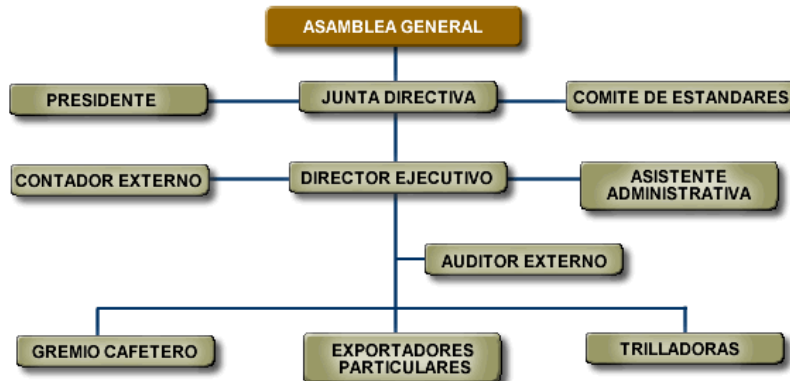 ASAMBLEA GENERAL
PRESIDENTE
JUNTA DIRECTIVA
COMITE DE ESTANDARES
CONTADOR EXTERNO
DIRECTOR EJECUTIVO
ASISTENTE
ADMINISTRATIVA
AUDITOR EXTERNO
GREMIO CAFETERO
EXPORTADORES
PARTICULARES
TRILLADORAS